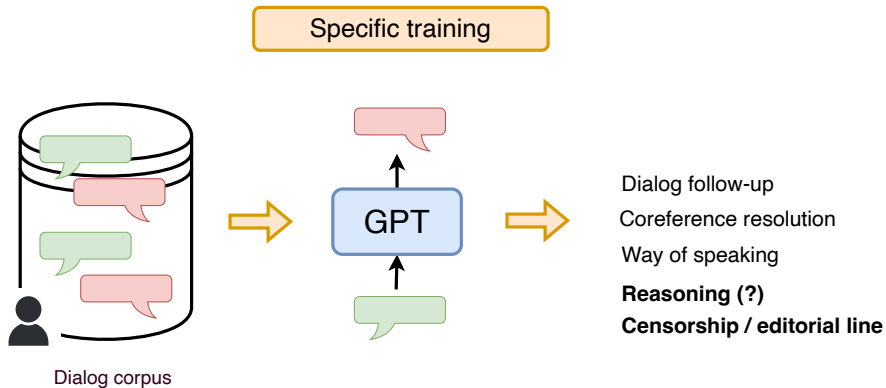 Specific training
GPT
Dialog follow-up
Coreference resolution
Way of speaking
Reasoning (?)
Censorship / editorial line
Dialog corpus